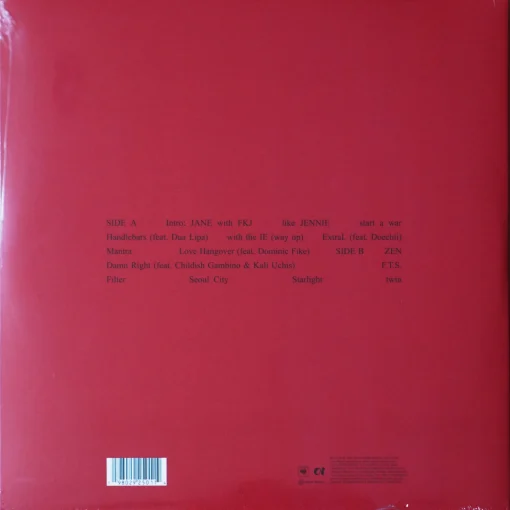 SIDE A Intro: JANE with FKJ like JENNIE start a war
Handlebars (feat. Dua Lipa) with the IE (way up) ExtraL (feat. Doechii)
Mantra Love Hangover (feat. Dominic Fike) SIDE B ZEN
Damn Right (feat. Childish Gambino & Kali Uchis) F.T.S.
Filter Seoul City Starlight twin